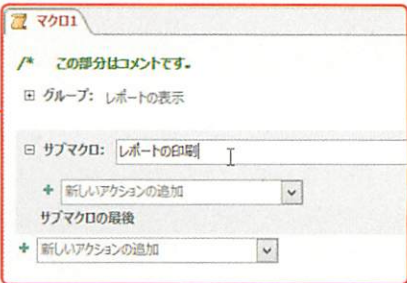 マクロ1
/* この部分はコメントです。
グループ: レポートの表示
サブマクロ: レポートの印刷
新しいアクションの追加
サブマクロの最後
新しいアクションの追加